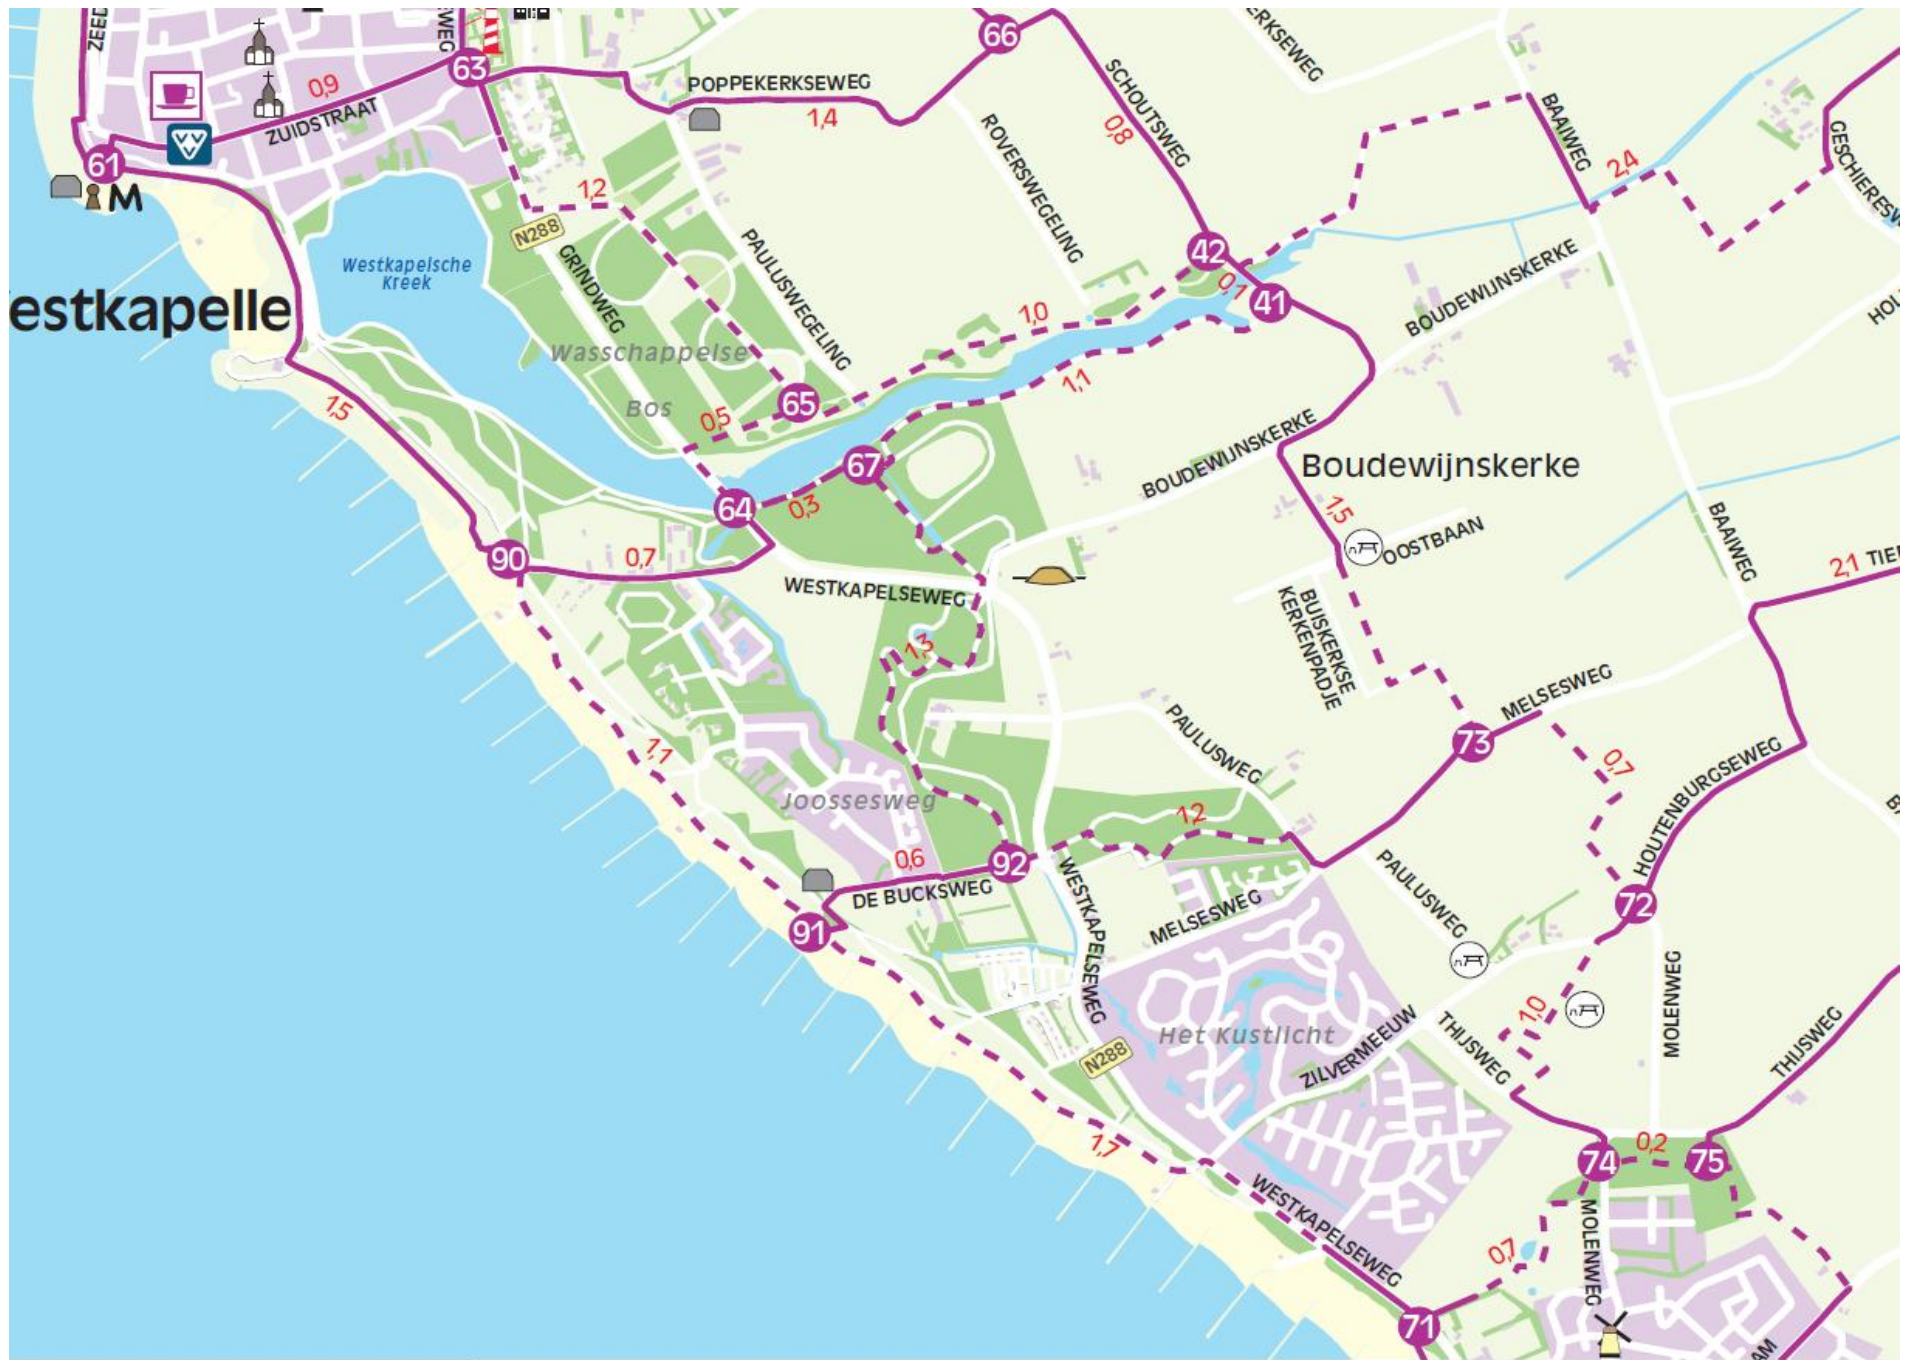 63
66
POPPEKERKSEWEG
1,4
0,9
ZUIDSTRAAT
61
M
SCHOUTSWEG
0,8
ROVERSWEGELING
BAAIWEG
2,4
1,2
N288
GRINDWEG
PAULUSWEGELING
Westkapelsche
Kreek
estkapelle
42
0,1
41
BOUDEWIJNSKERKE
1,0
1,1
Wasschappelse
Bos
65
0,5
1,5
67
0,3
64
90
0,7
BOUDEWIJNSKERKE
Boudewijnskerke
1,5
OOSTBAAN
BUISKERKSE
KERKENPADJE
BAAIWEG
2,1
WESTKAPELSEWEG
1,3
1,1
PAULUSWEG
73
MELSESWEG
0,7
HOUTENBURGSEWEG
Joossesweg
1,2
0,6
92
DE BUCKSWEG
91
WESTKAPELSEWEG
MELSESWEG
PAULUSWEG
72
MOLENWEG
1,0
Het Kustlicht
ZILVERMEEUW
THIJSWEG
THIJSWEG
N288
1,7
74
0,2
75
WESTKAPELSEWEG
0,7
MOLENWEG
71